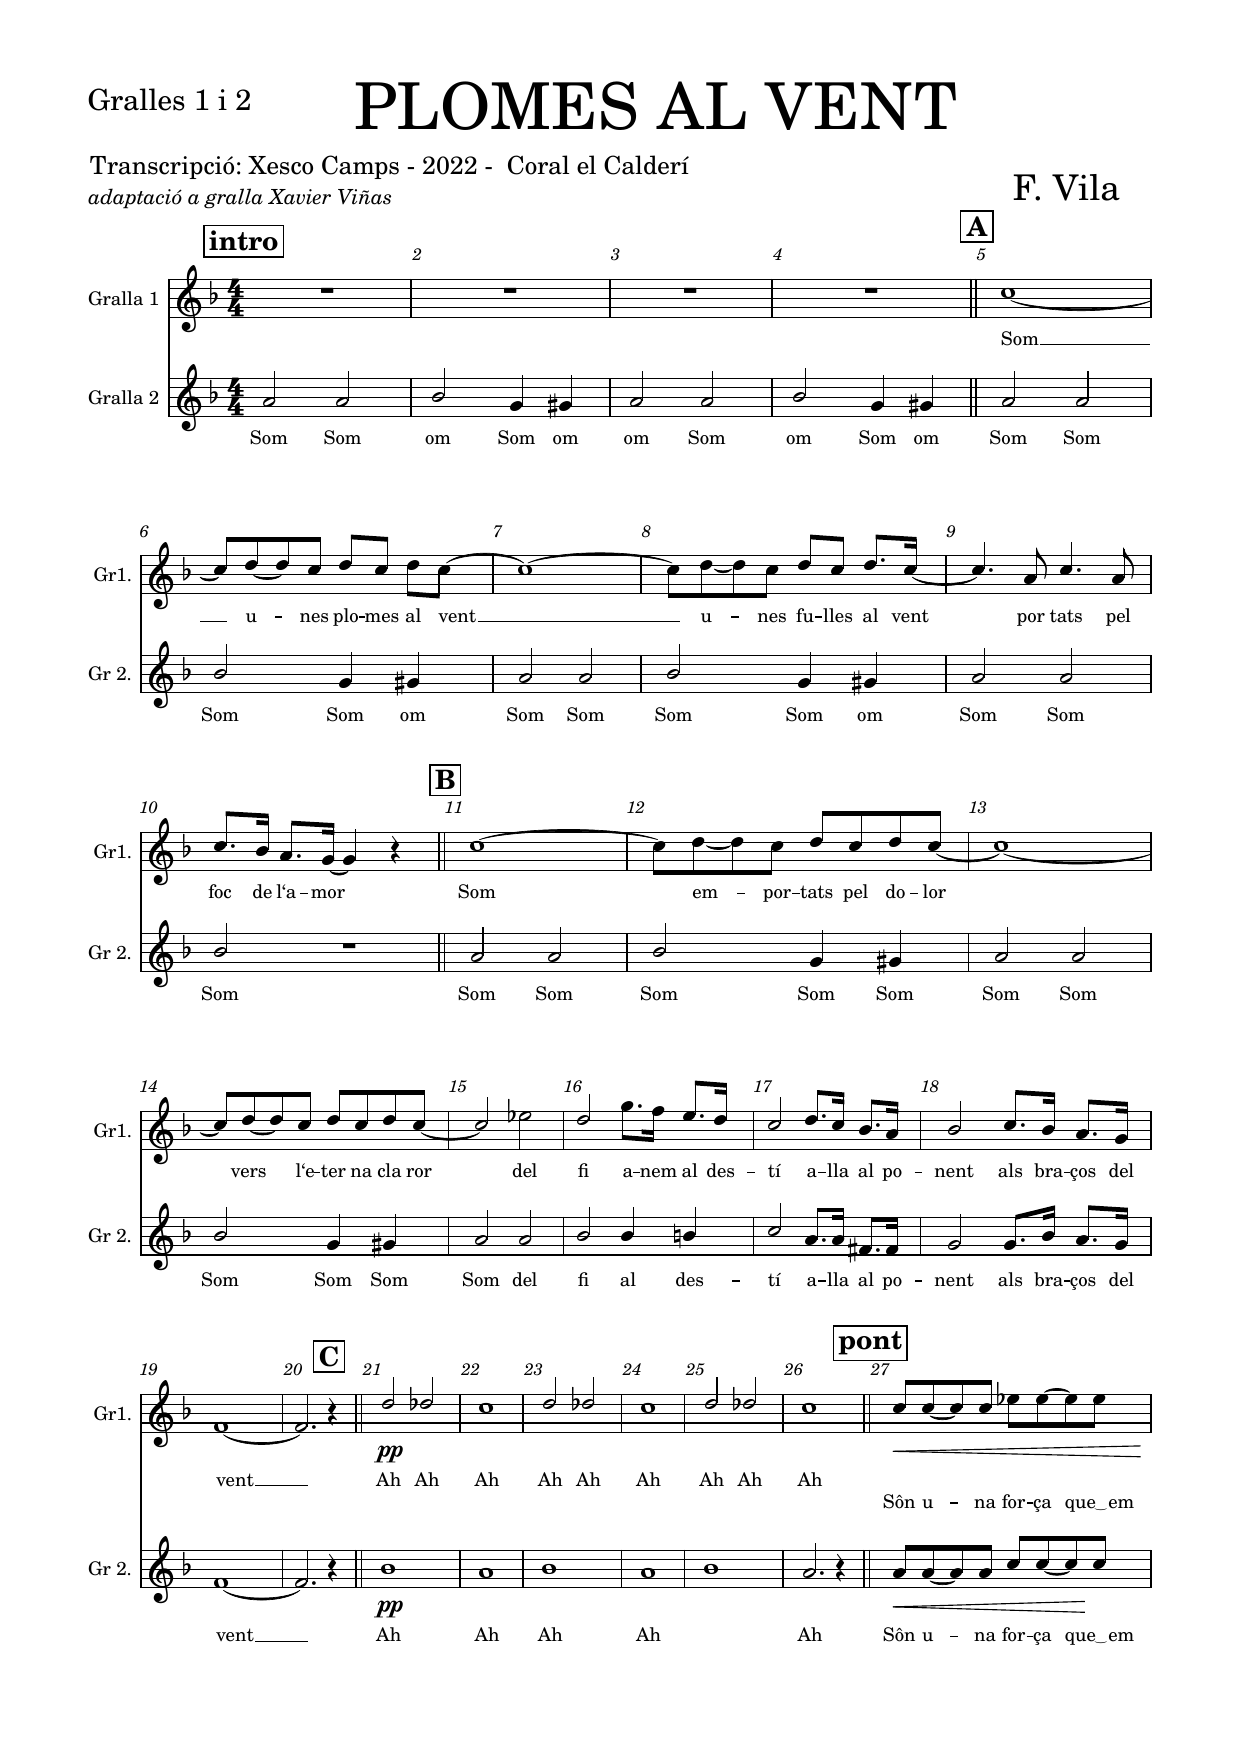 Gralles 1 i 2
PLOMES AL VENT
Transcripció: Xesco Camps - 2022 - Coral el Calderí
adaptació a gralla Xavier Viñas
F. Vila
intro 2 3 4 A 5
Gralla 1
Som
Gralla 2
Som Som om Som om om Som om Som om Som Som
6 7 8 9
Gr1.
u - nes plo-mes al vent u - nes fu-lles al vent por tats pel
Gr 2.
Som Som om Som Som Som Som om Som Som
10 B 11 12 13
Gr1.
foc de l‘a-mor Som em - por-tats pel do-lor
Gr 2.
Som Som Som Som Som Som Som Som
14 15 16 17 18
Gr1.
vers l‘e-ter na cla ror del fi a-nem al des - tí a-lla al po - nent als bra-ços del
Gr 2.
Som Som Som Som del fi al des - tí a-lla al po - nent als bra-ços del
19 20 C 21 22 23 24 25 26 pont 27
Gr1.
pp
vent Ah Ah Ah Ah Ah Ah Ah Ah Ah
Sôn u - na for-ça que‿em
Gr 2.
pp
vent Ah Ah Ah Ah Ah Sôn u - na for-ça que‿em